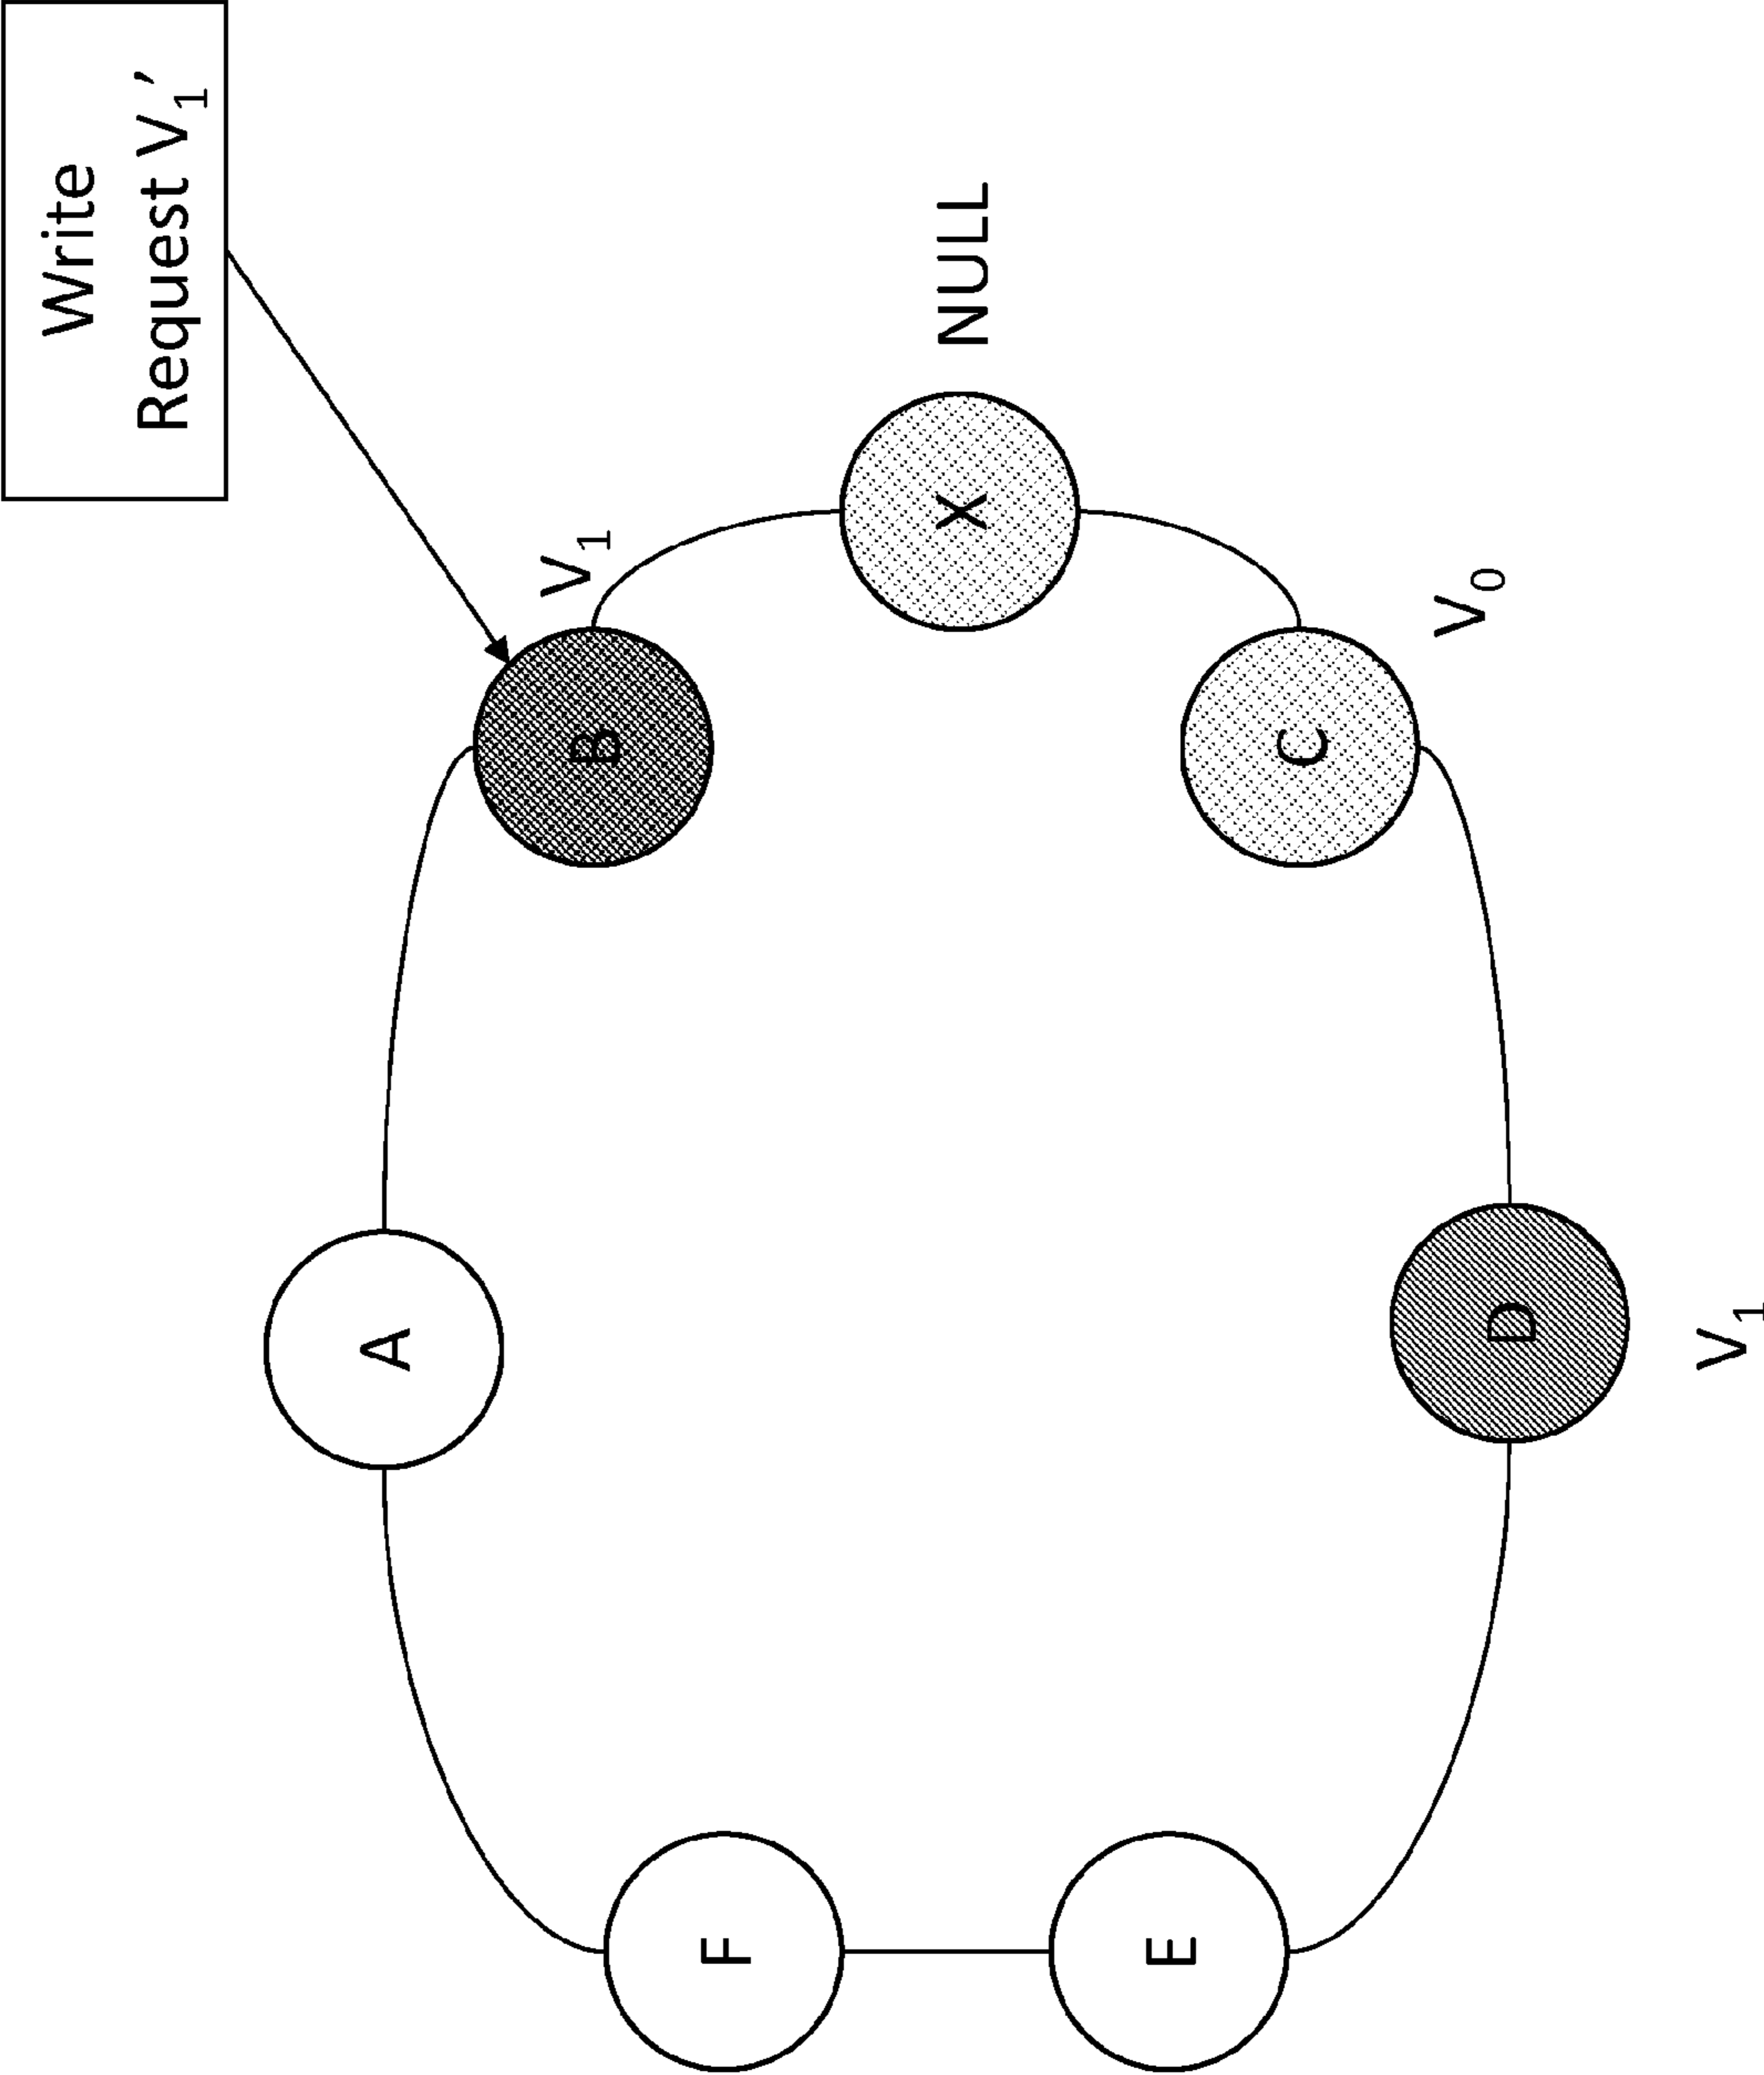 Write
Request V₁’
A
V₁
B
F
X NULL
E
C
V₀
D
V₁